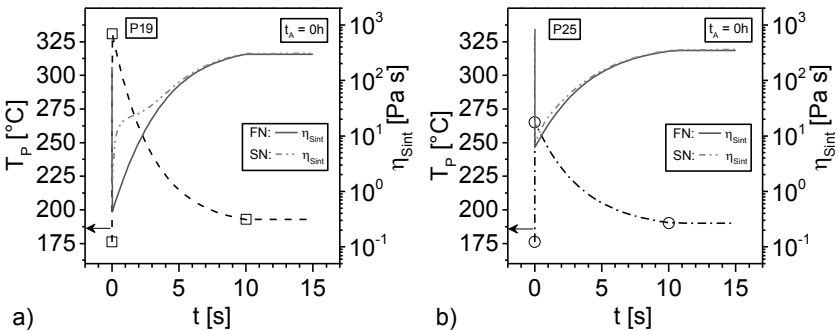 P19
t_A = 0h
T_P [°C]
325
300
275
250
225
200
175
FN: η_Sint
SN: η_Sint
10^3
10^2
10^1
10^0
10^-1
η_Sint [Pa s]
0 5 10 15
t [s]
a)
P25
t_A = 0h
T_P [°C]
325
300
275
250
225
200
175
FN: η_Sint
SN: η_Sint
10^3
10^2
10^1
10^0
10^-1
η_Sint [Pa s]
0 5 10 15
t [s]
b)